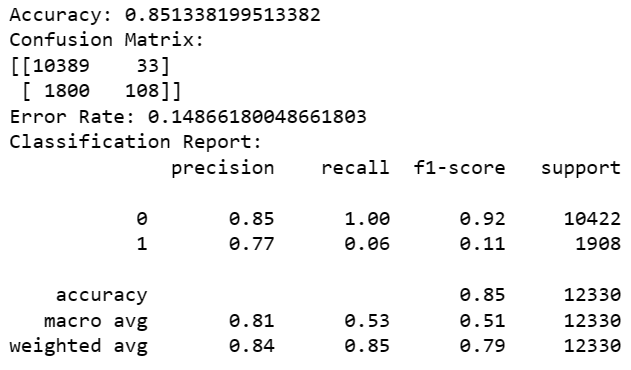 Accuracy: 0.851338199513382
Confusion Matrix:
[[10389    33]
 [ 1800   108]]
Error Rate: 0.14866180048661803
Classification Report:
              precision    recall  f1-score   support

           0       0.85      1.00      0.92     10422
           1       0.77      0.06      0.11      1908

    accuracy                           0.85     12330
   macro avg       0.81      0.53      0.51     12330
weighted avg       0.84      0.85      0.79     12330